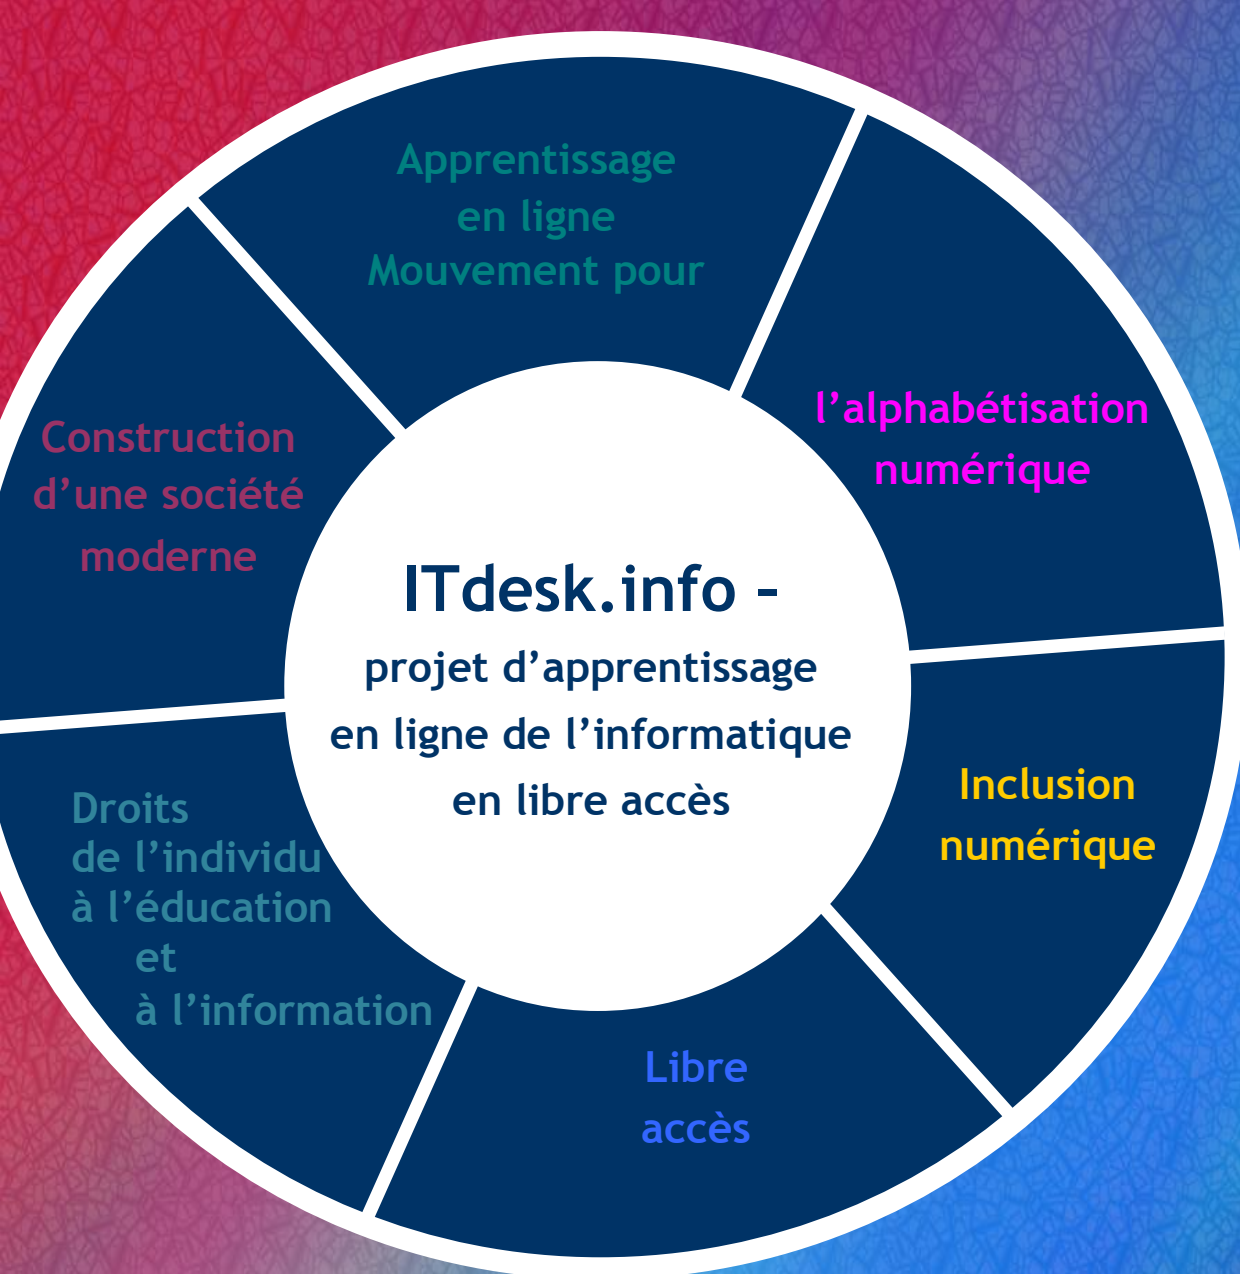 Apprentissage
en ligne
Mouvement pour
l’alphabétisation
numérique
Construction
d’une société
moderne
ITdesk.info –
projet d’apprentissage
en ligne de l’informatique
en libre accès
Inclusion
numérique
Droits
de l’individu
à l’éducation
et
à l’information
Libre
accès